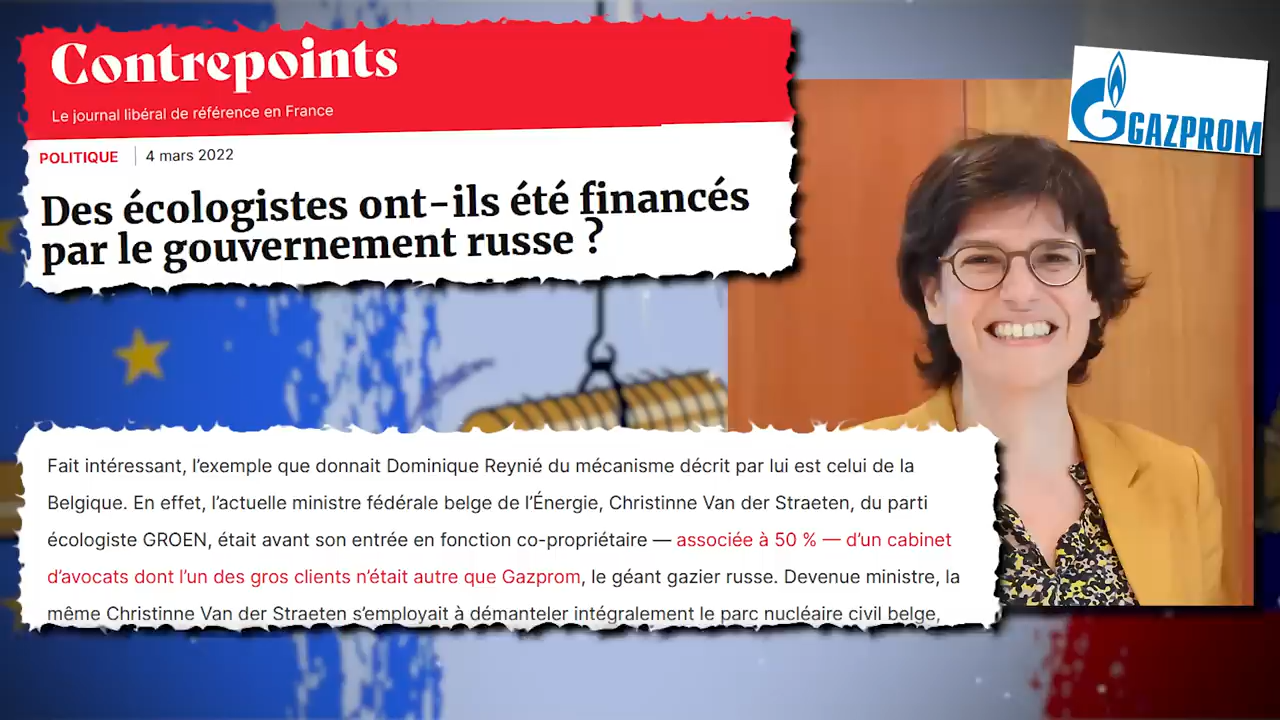 Contrepoints
Le journal libéral de référence en France
POLITIQUE
4 mars 2022
Des écologistes ont-ils été financés
par le gouvernement russe ?
GAZPROM
Fait intéressant, l’exemple que donnait Dominique Reynié du mécanisme décrit par lui est celui de la
Belgique. En effet, l’actuelle ministre fédérale belge de l’Énergie, Christinne Van der Straeten, du parti
écologiste GROEN, était avant son entrée en fonction co-propriétaire — associée à 50 % — d’un cabinet
d’avocats dont l’un des gros clients n’était autre que Gazprom, le géant gazier russe. Devenue ministre, la
même Christinne Van der Straeten s’employait à démanteler intégralement le parc nucléaire civil belge,